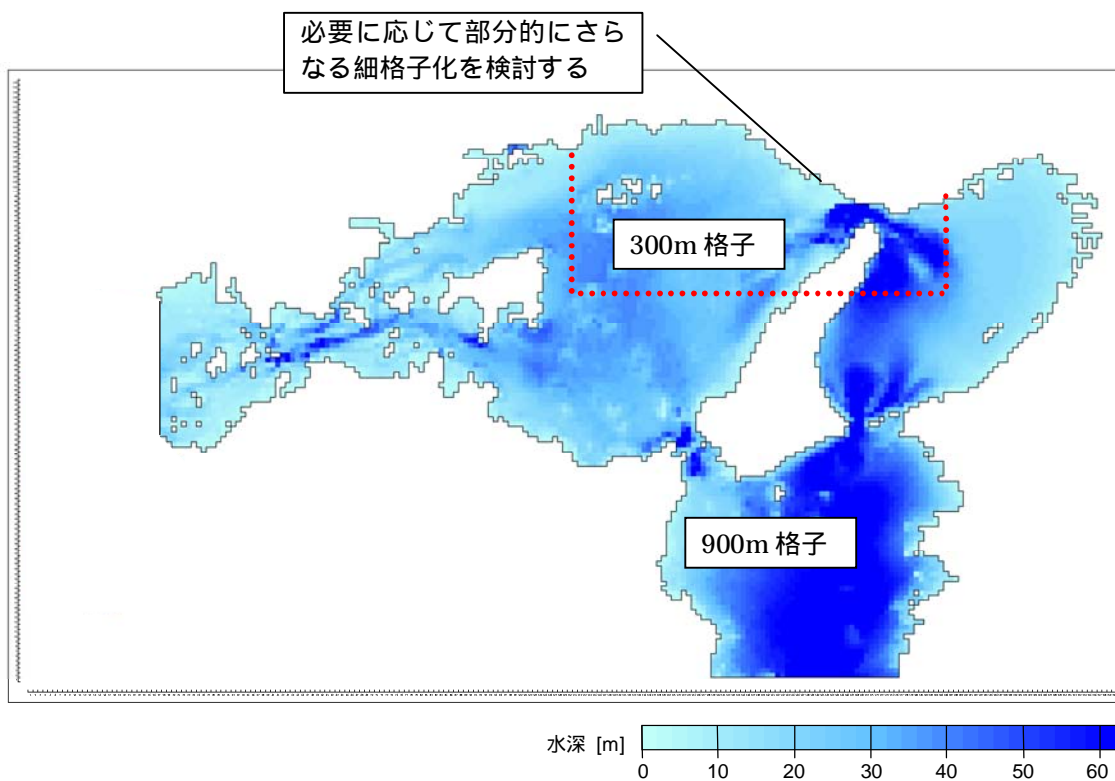 必要に応じて部分的にさら
なる細格子化を検討する
300m 格子
900m 格子
水深 [m]
0 10 20 30 40 50 60